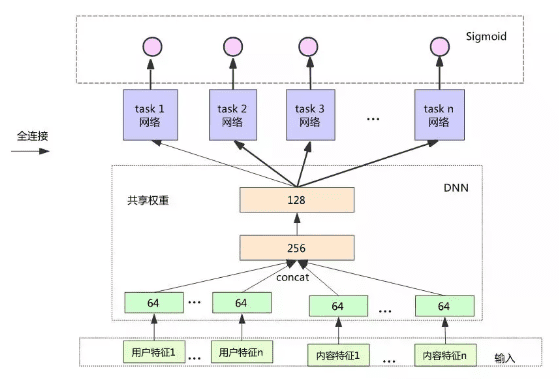 Sigmoid
task 1
网络
task 2
网络
task 3
网络
...
task n
网络
全连接
DNN
共享权重
128
256
concat
64
...
64
64
...
64
用户特征1
...
用户特征n
内容特征1
...
内容特征n
输入